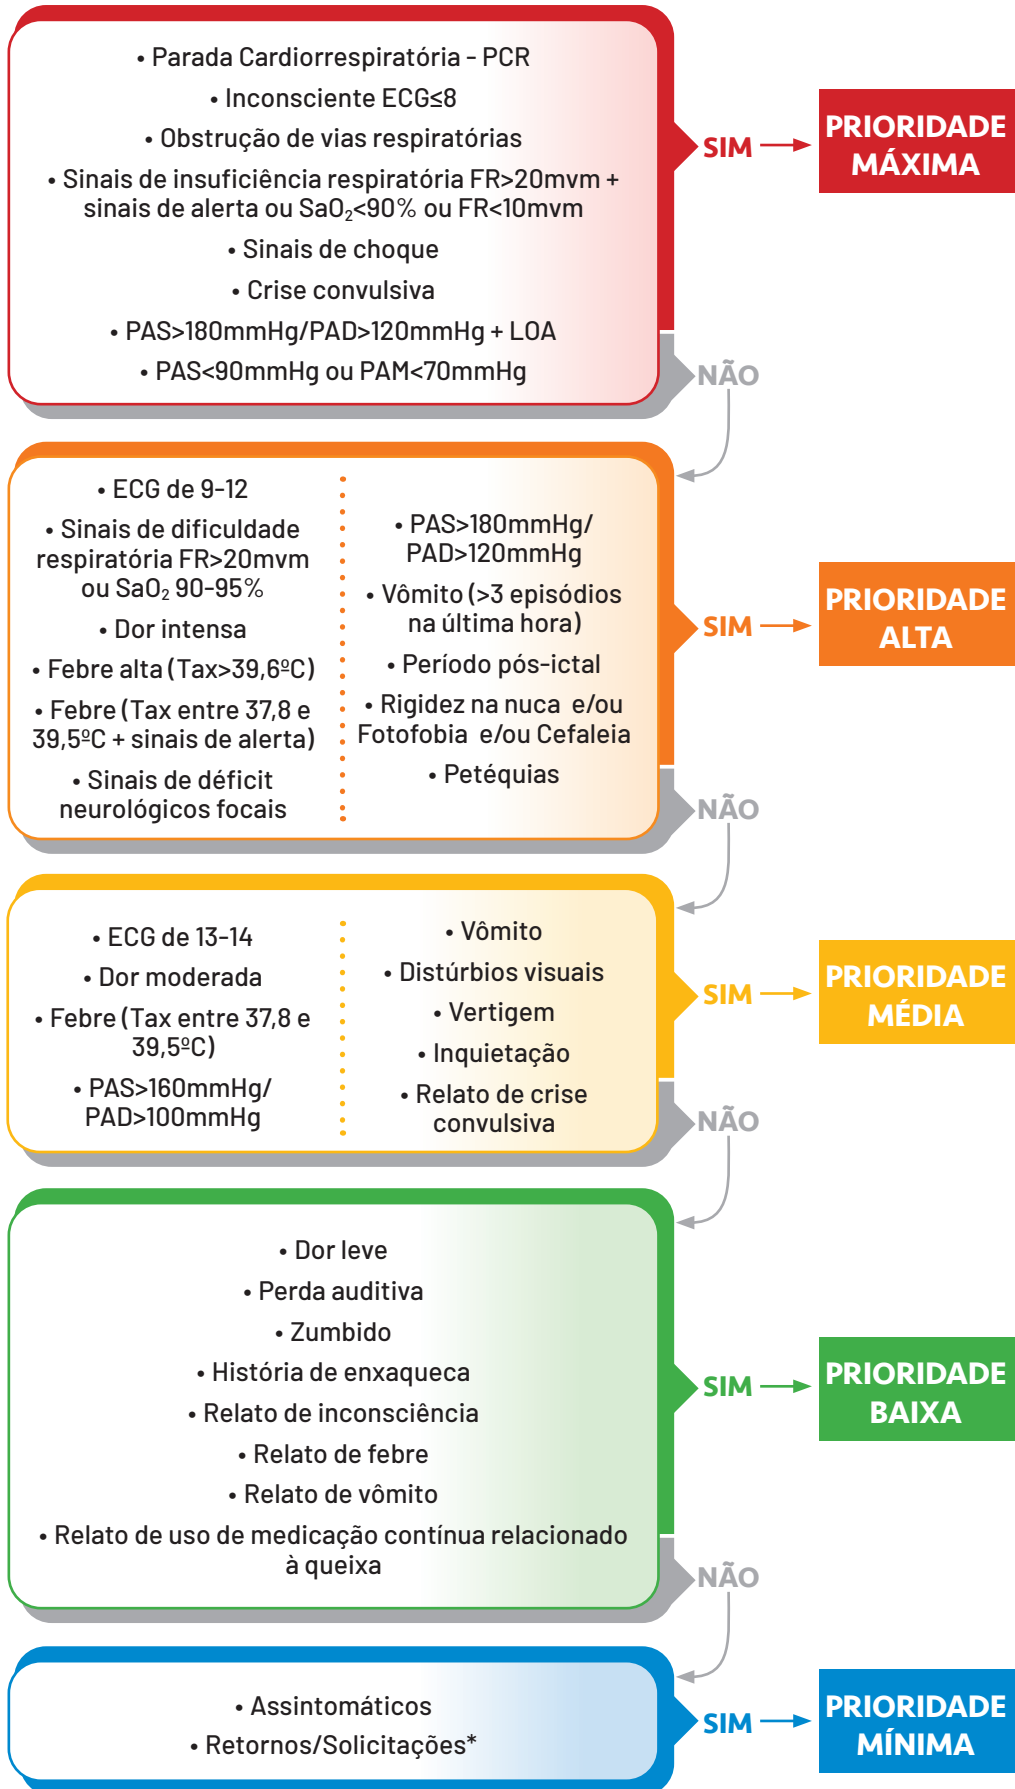 • Parada Cardiorrespiratória - PCR
• Inconsciente ECG≤8
• Obstrução de vias respiratórias
• Sinais de insuficiência respiratória FR>20mvm +
sinais de alerta ou SaO₂<90% ou FR<10mvm
• Sinais de choque
• Crise convulsiva
• PAS>180mmHg/PAD>120mmHg + LOA
• PAS<90mmHg ou PAM<70mmHg
SIM
PRIORIDADE
MÁXIMA
NÃO
• ECG de 9-12
• Sinais de dificuldade
respiratória FR>20mvm
ou SaO₂ 90-95%
• Dor intensa
• Febre alta (Tax>39,6ºC)
• Febre (Tax entre 37,8 e
39,5ºC + sinais de alerta)
• Sinais de déficit
neurológicos focais
• PAS>180mmHg/
PAD>120mmHg
• Vômito (>3 episódios
na última hora)
• Período pós-ictal
• Rigidez na nuca e/ou
Fotofobia e/ou Cefaleia
• Petéquias
SIM
PRIORIDADE
ALTA
NÃO
• ECG de 13-14
• Dor moderada
• Febre (Tax entre 37,8 e
39,5ºC)
• PAS>160mmHg/
PAD>100mmHg
• Vômito
• Distúrbios visuais
• Vertigem
• Inquietação
• Relato de crise
convulsiva
SIM
PRIORIDADE
MÉDIA
NÃO
• Dor leve
• Perda auditiva
• Zumbido
• História de enxaqueca
• Relato de inconsciência
• Relato de febre
• Relato de vômito
• Relato de uso de medicação contínua relacionado
à queixa
SIM
PRIORIDADE
BAIXA
NÃO
• Assintomáticos
• Retornos/Solicitações*
SIM
PRIORIDADE
MÍNIMA